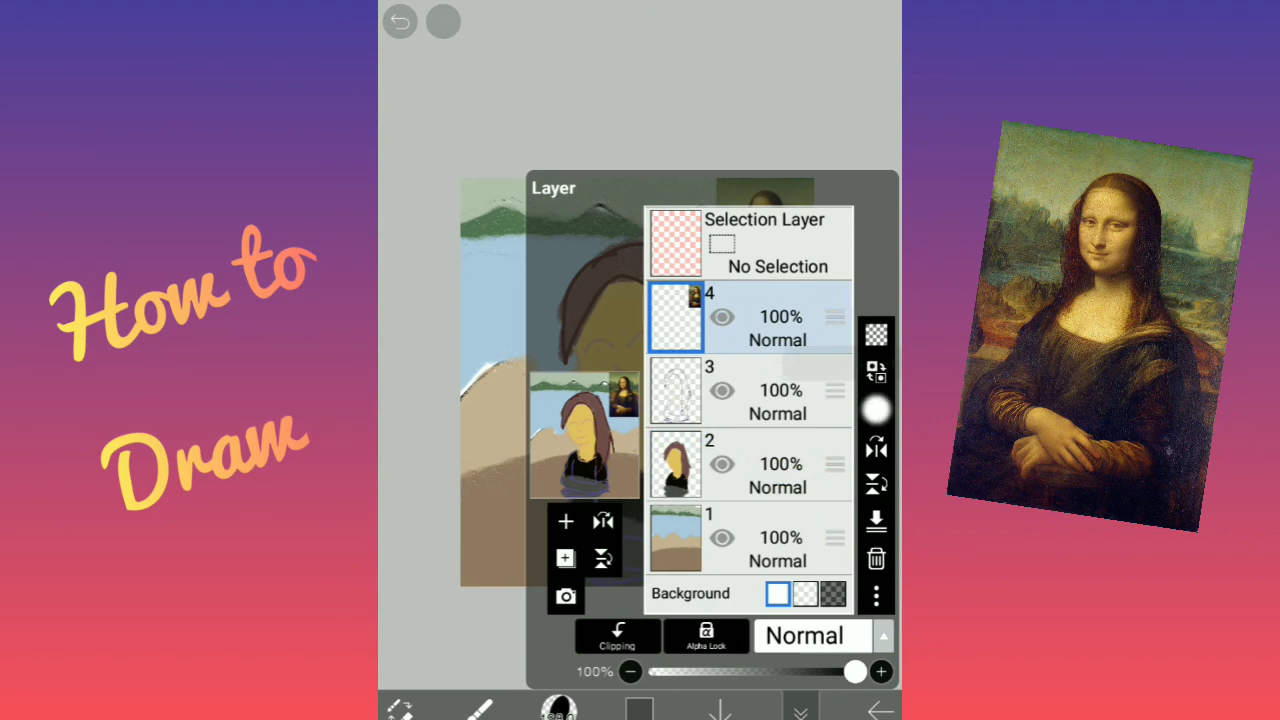 How to
Draw
Layer
Selection Layer
No Selection
4
100%
Normal
3
100%
Normal
2
100%
Normal
1
100%
Normal
Background
Clipping
Alpha Lock
Normal
100%